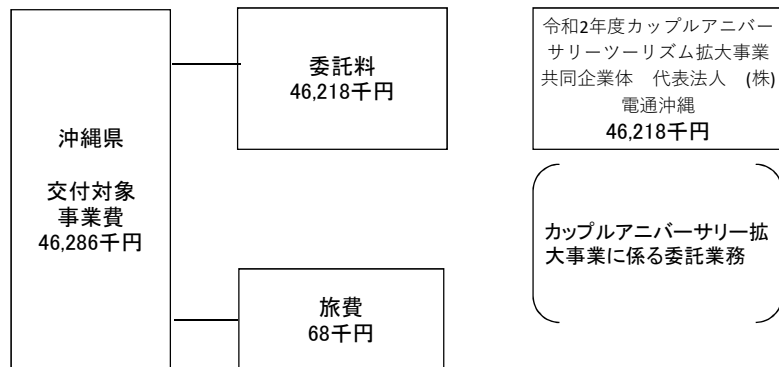 沖縄県
交付対象
事業費
46,286千円
委託料
46,218千円
旅費
68千円
令和2年度カップルアニバー
サリーツーリズム拡大事業
共同企業体　代表法人　(株)
電通沖縄
46,218千円
カップルアニバーサリー拡
大事業に係る委託業務